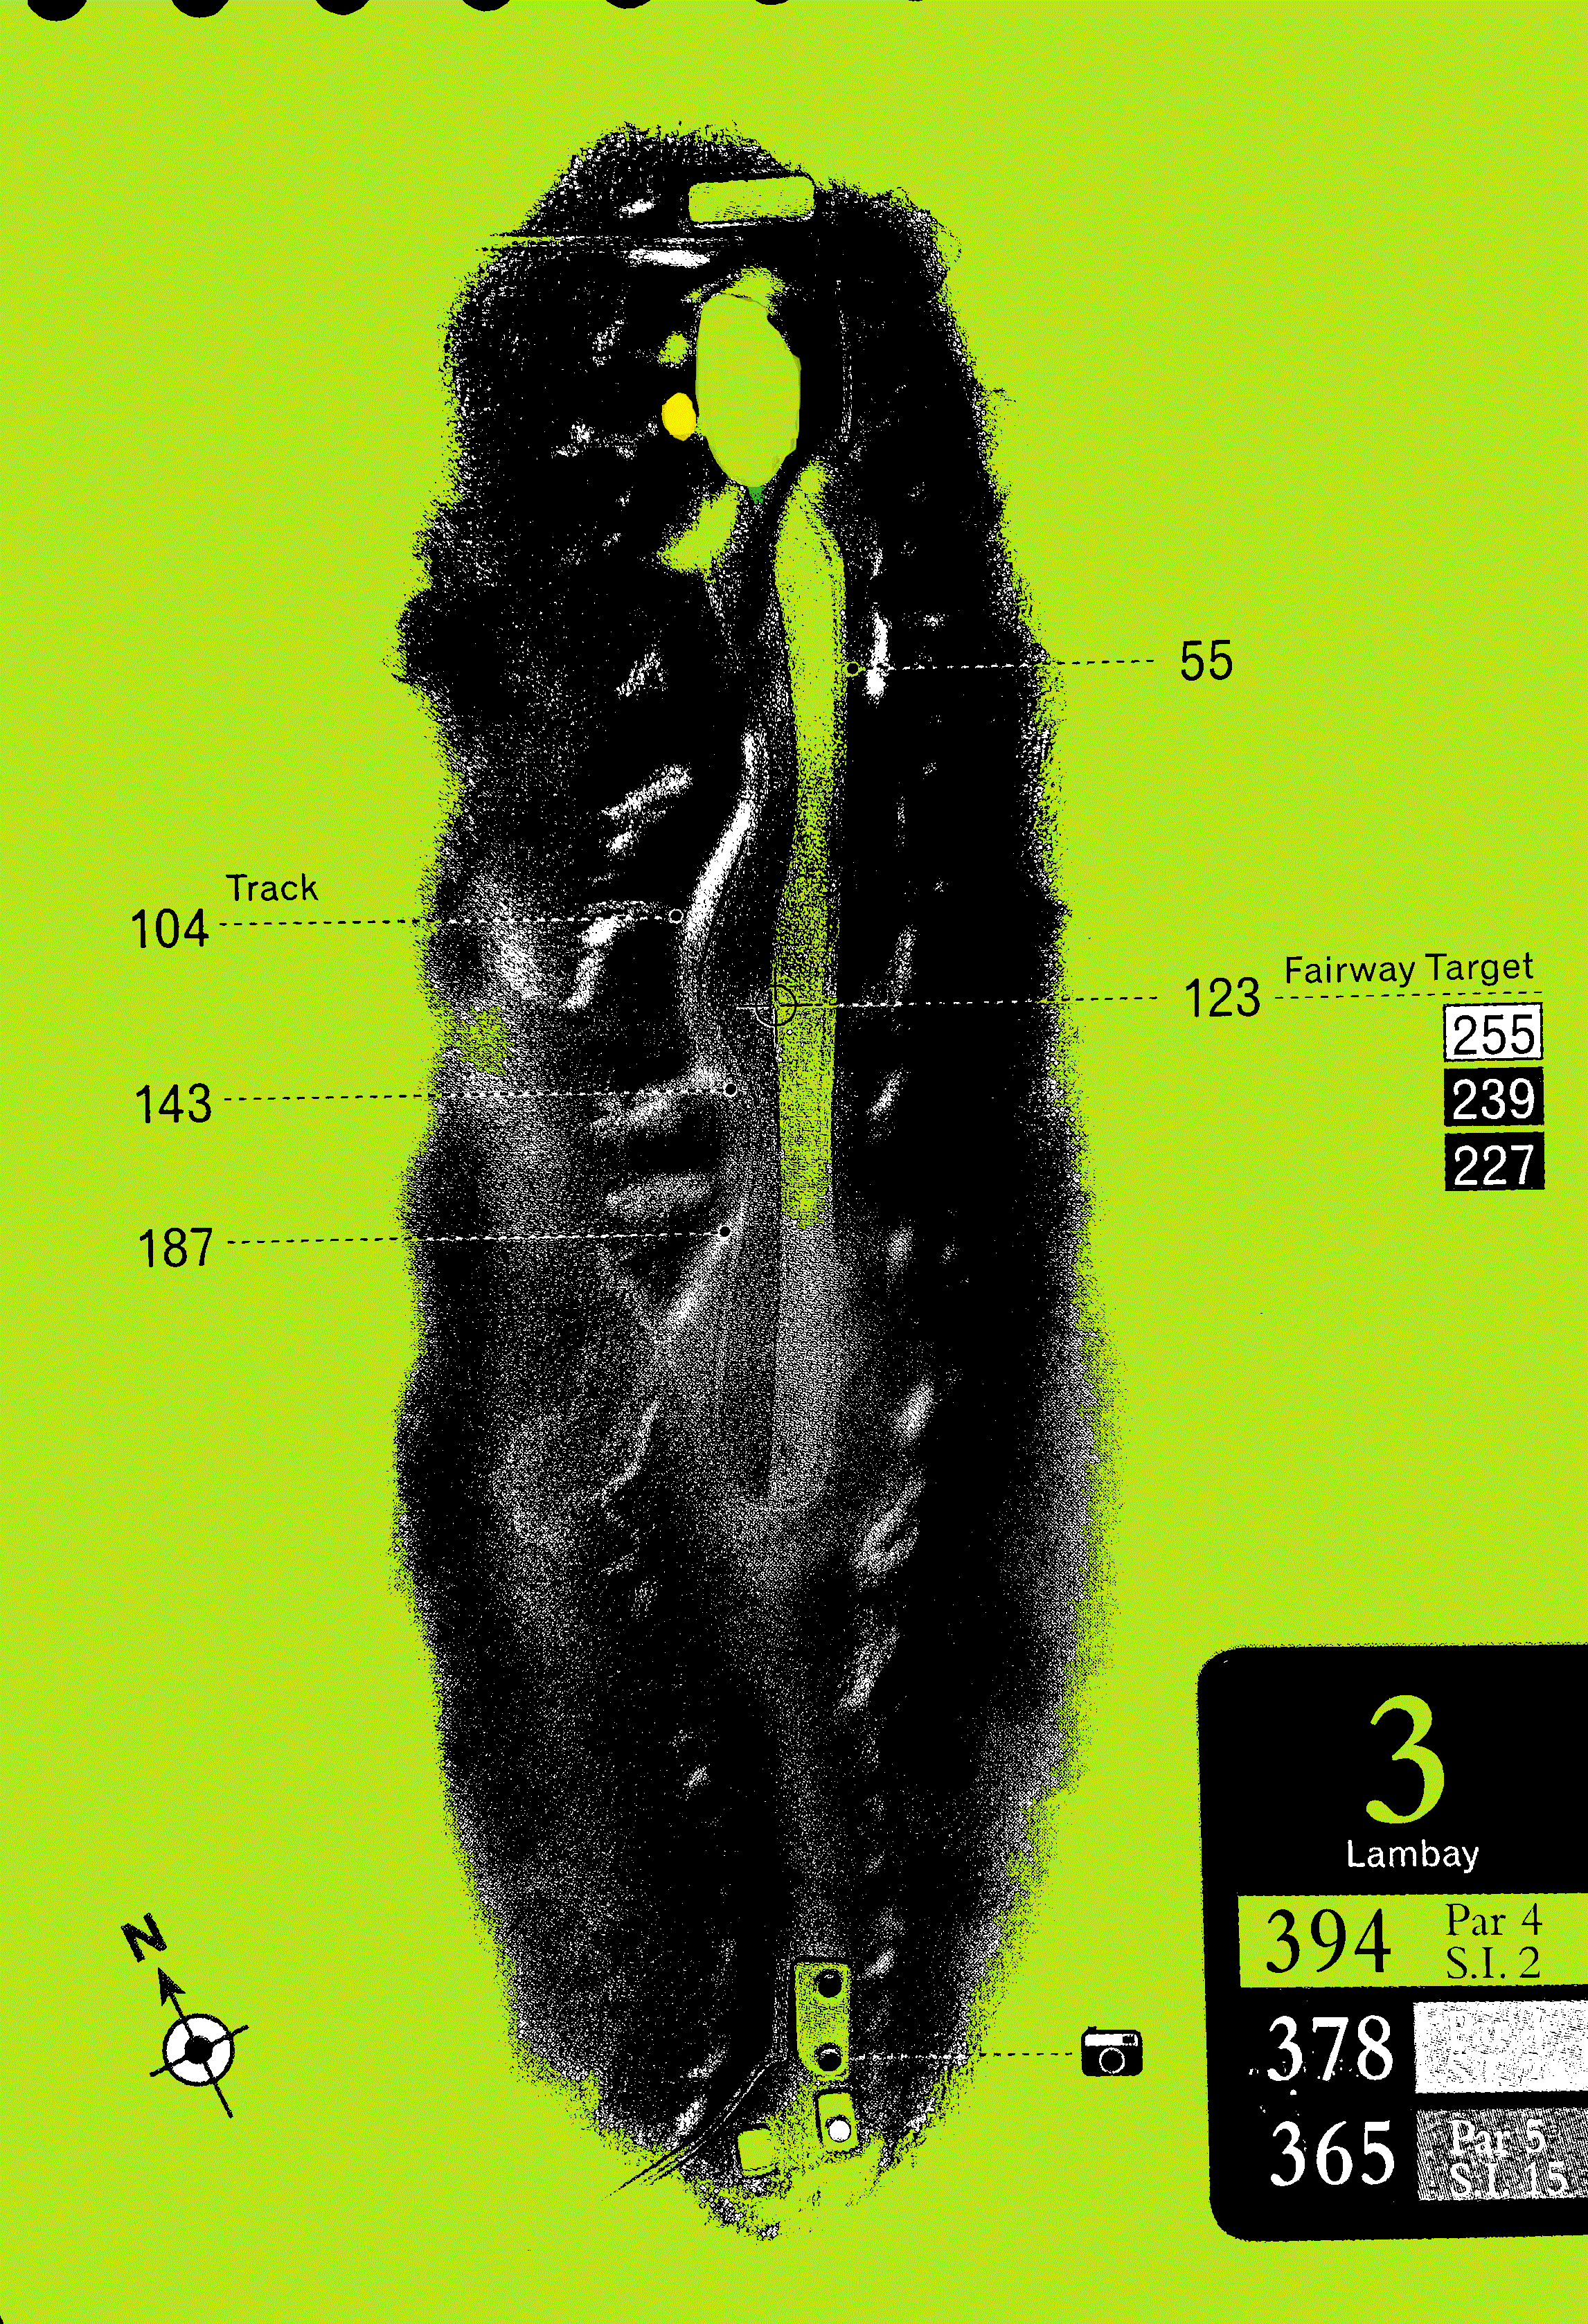 55
Track
104
Fairway Target
123
255
239
227
143
187
3
Lambay
394 Par 4
S.I. 2
378
365 Par 5
S.I. 15
N